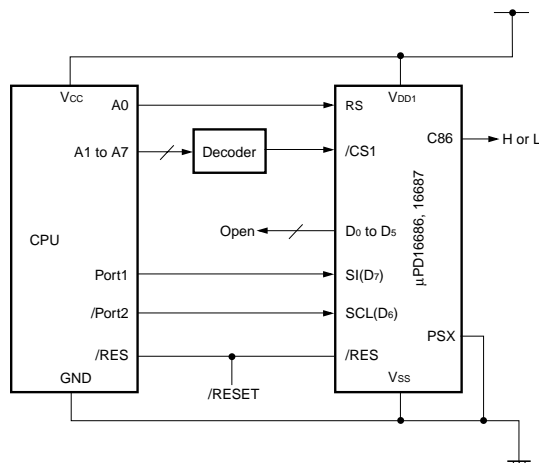 VCC
VDD1
A0
RS
C86
H or L
A1 to A7
Decoder
/CS1
μPD16686, 16687
Open
D0 to D5
CPU
Port1
SI(D7)
/Port2
SCL(D6)
/RES
/RES
PSX
GND
/RESET
VSS